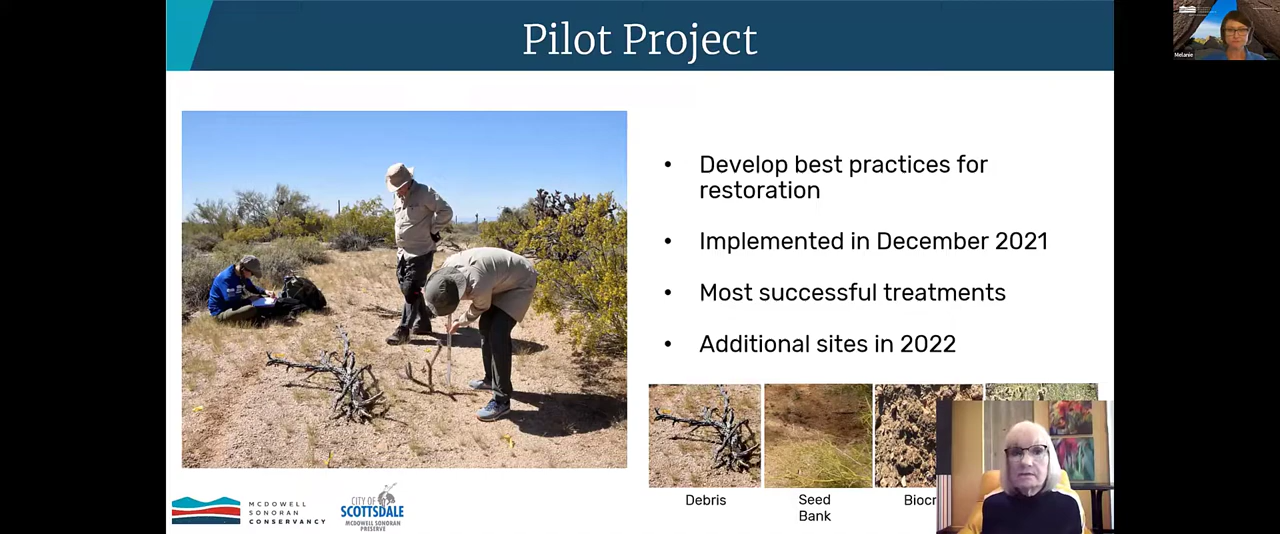 Pilot Project
Melanie
• Develop best practices for
restoration
• Implemented in December 2021
• Most successful treatments
• Additional sites in 2022
Debris
Seed
Bank
Biocr
MCDOWELL
SONORAN
CONSERVANCY
CITY OF
SCOTTSDALE
MCDOWELL SONORAN
PRESERVE